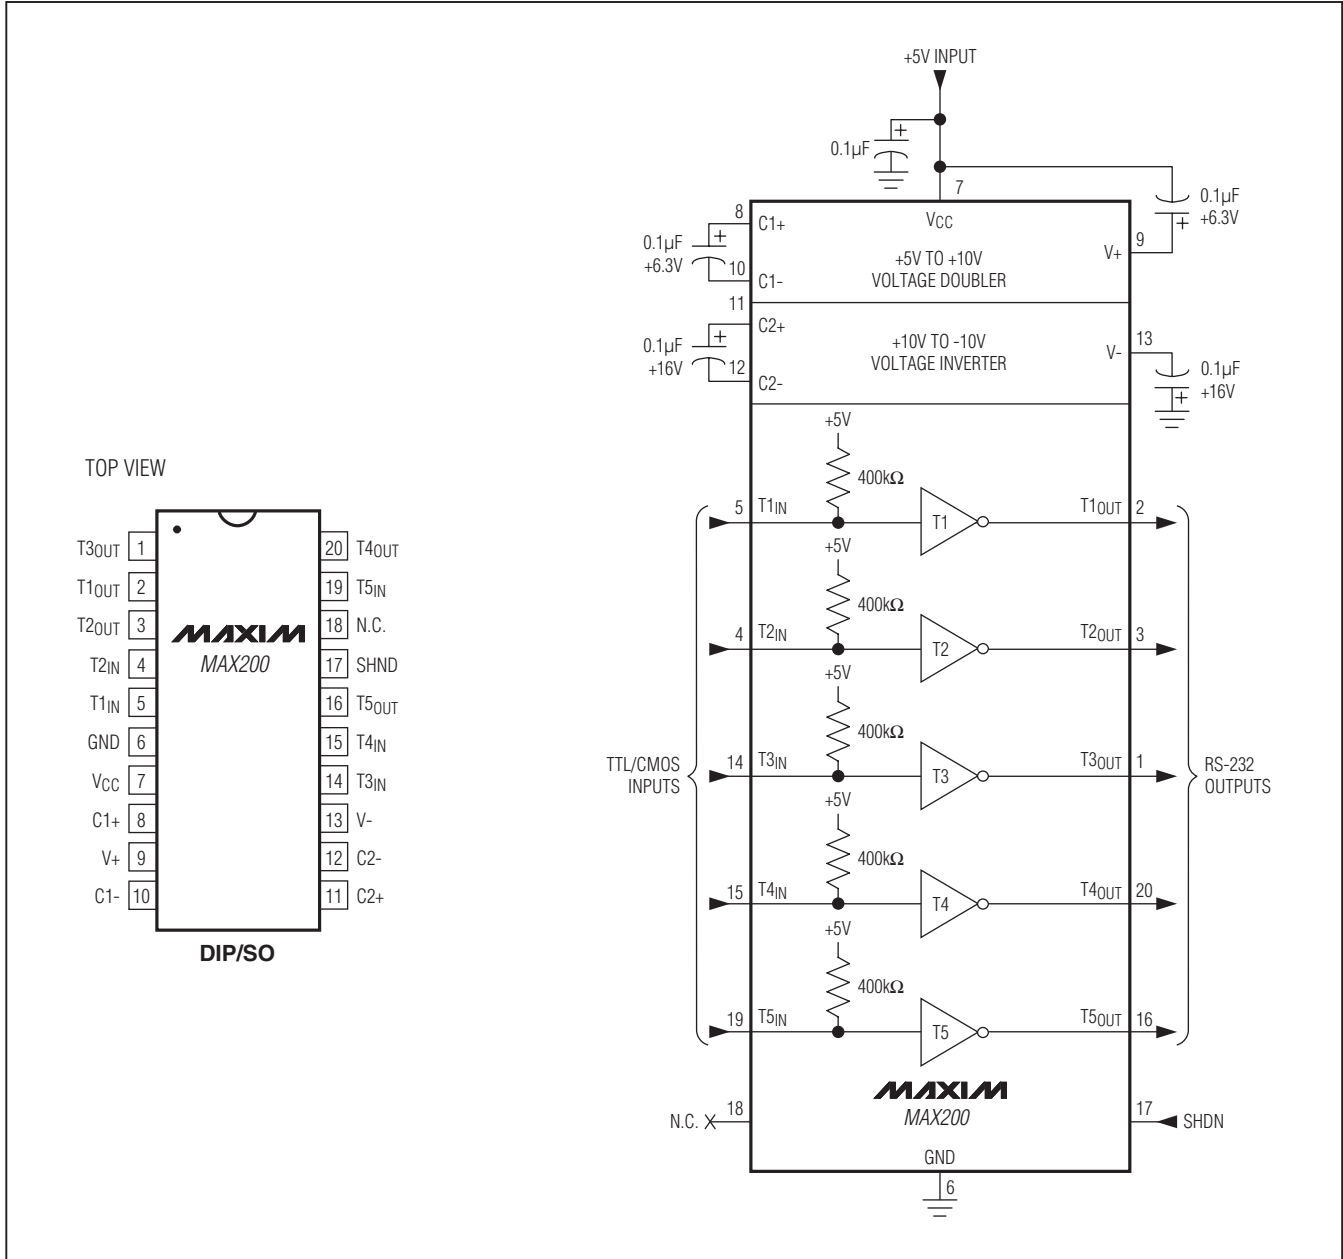 TOP VIEW
T3OUT 1
T1OUT 2
T2OUT 3
T2IN 4
T1IN 5
GND 6
VCC 7
C1+ 8
V+ 9
C1- 10
20 T4OUT
19 T5IN
18 N.C.
17 SHND
16 T5OUT
15 T4IN
14 T3IN
13 V-
12 C2-
11 C2+
MAXIM
MAX200
DIP/SO
+5V INPUT
0.1µF
+
7
VCC
0.1µF
+6.3V
+
9
V+
8
C1+
0.1µF
+6.3V
+
10
C1-
+5V TO +10V
VOLTAGE DOUBLER
11
C2+
0.1µF
+16V
+
12
C2-
+10V TO -10V
VOLTAGE INVERTER
13
V-
0.1µF
+16V
+
+5V
400kΩ
5 T1IN T1 T1OUT 2
+5V
400kΩ
4 T2IN T2 T2OUT 3
+5V
400kΩ
TTL/CMOS
INPUTS
14 T3IN T3 T3OUT 1
RS-232
OUTPUTS
+5V
400kΩ
15 T4IN T4 T4OUT 20
+5V
400kΩ
19 T5IN T5 T5OUT 16
MAXIM
MAX200
N.C. 18
17 SHDN
GND
6